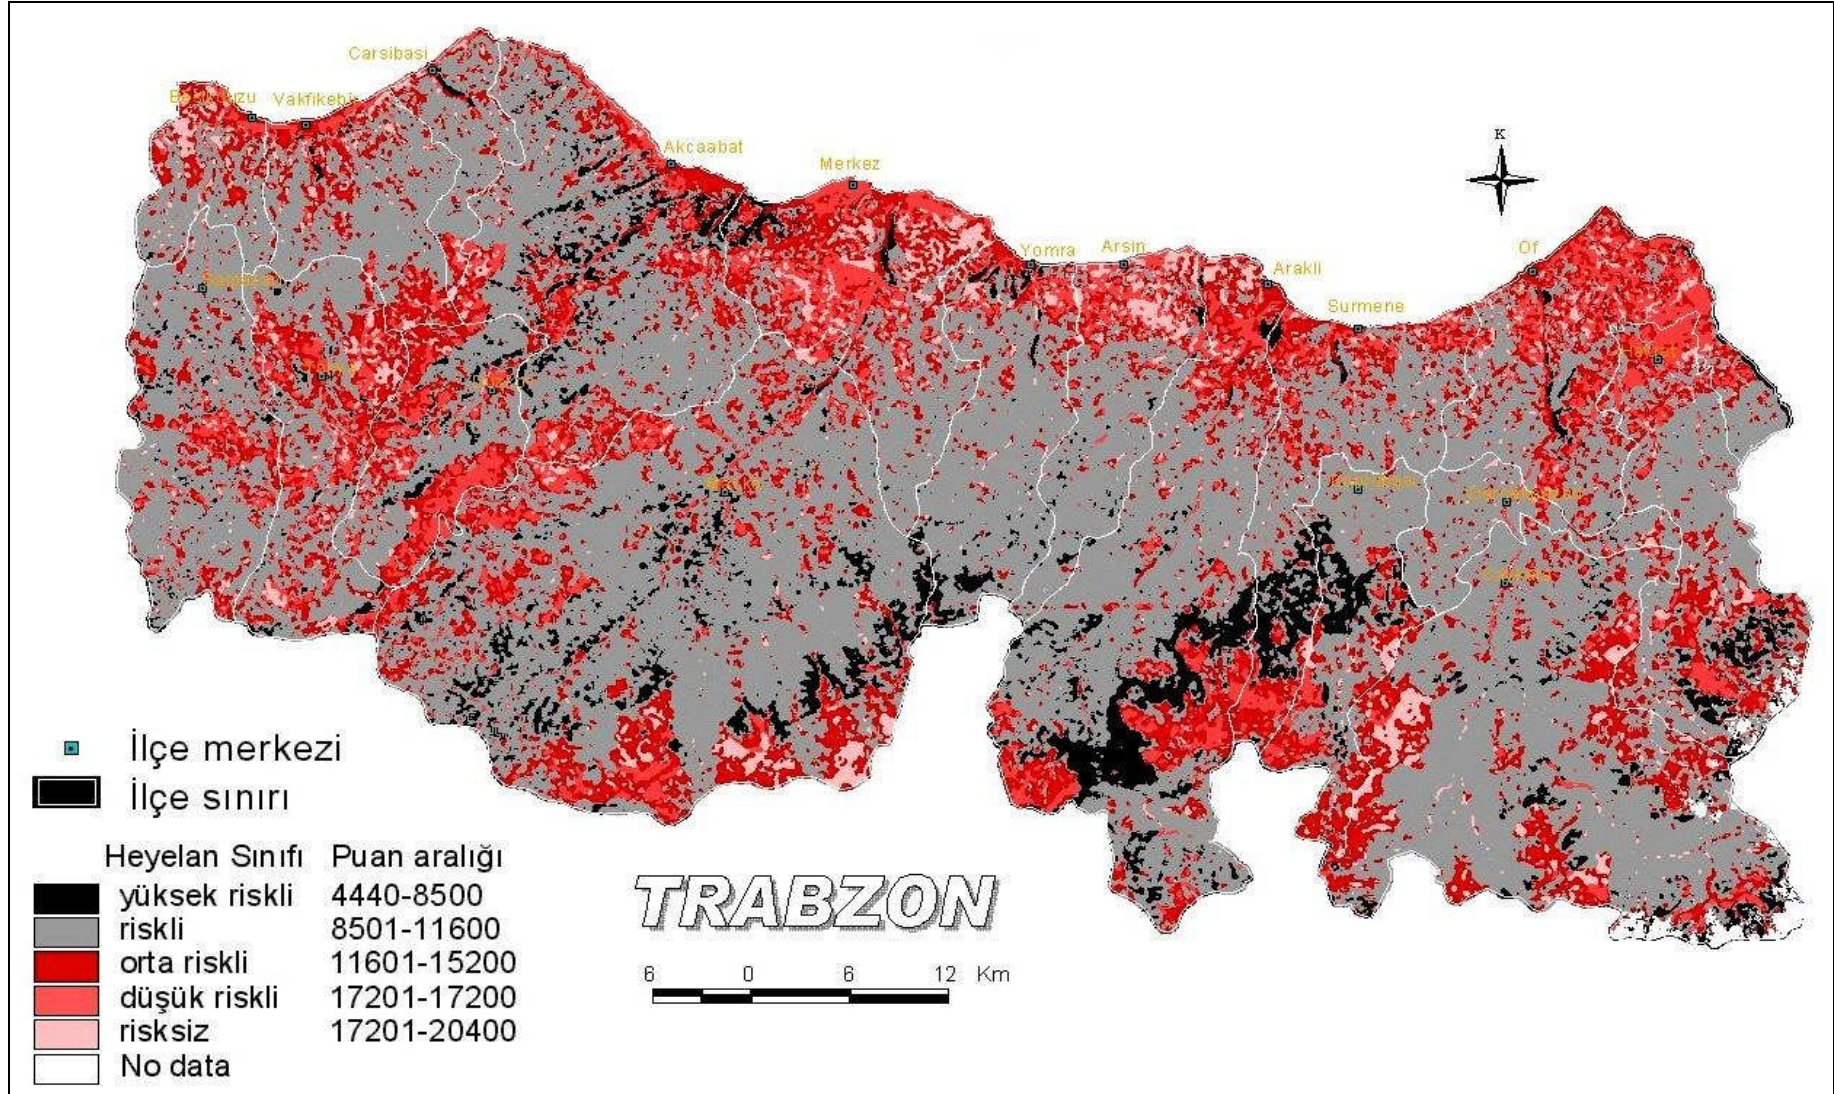 Carsibasi
K
Vakfikebir
Akcaabat
Merkez
Yomra
Arsin
Of
Arakli
Surmene
İlçe merkezi
İlçe sınırı
Heyelan Sınıfı Puan aralığı
yüksek riskli 4440-8500
riskli 8501-11600
orta riskli 11601-15200
düşük riskli 17201-17200
risksiz 17201-20400
No data
TRABZON
6 0 6 12 Km